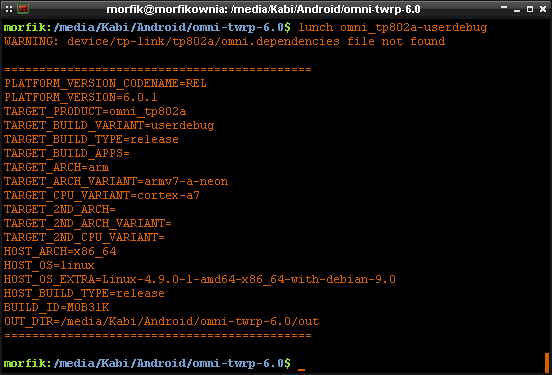 morfik@morfikownia: /media/Kabi/Android/omni-twrp-6.0
morfik:/media/Kabi/Android/omni-twrp-6.0$ lunch omni_tp802a-userdebug
WARNING: device/tp-link/tp802a/omni.dependencies file not found
============================================
PLATFORM_VERSION_CODENAME=REL
PLATFORM_VERSION=6.0.1
TARGET_PRODUCT=omni_tp802a
TARGET_BUILD_VARIANT=userdebug
TARGET_BUILD_TYPE=release
TARGET_BUILD_APPS=
TARGET_ARCH=arm
TARGET_ARCH_VARIANT=armv7-a-neon
TARGET_CPU_VARIANT=cortex-a7
TARGET_2ND_ARCH=
TARGET_2ND_ARCH_VARIANT=
TARGET_2ND_CPU_VARIANT=
HOST_ARCH=x86_64
HOST_OS=linux
HOST_OS_EXTRA=Linux-4.9.0-1-amd64-x86_64-with-debian-9.0
HOST_BUILD_TYPE=release
BUILD_ID=MOB31K
OUT_DIR=/media/Kabi/Android/omni-twrp-6.0/out
============================================
morfik:/media/Kabi/Android/omni-twrp-6.0$ _